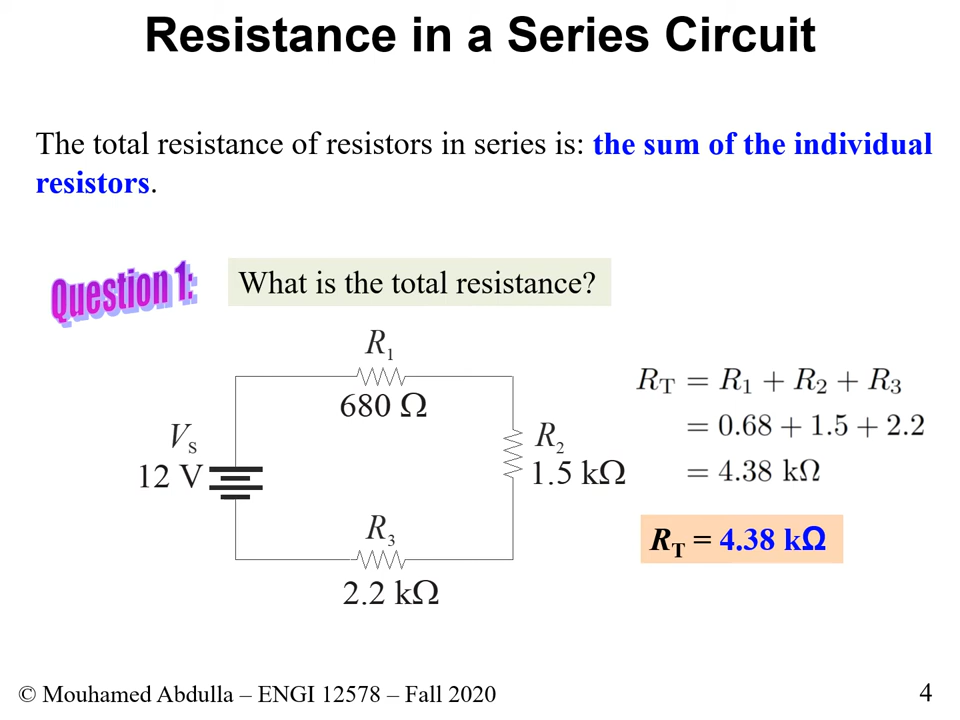 Resistance in a Series Circuit
The total resistance of resistors in series is: the sum of the individual
resistors.
Question 1:
What is the total resistance?
R₁
680 Ω
V_S
12 V
R₂
1.5 kΩ
R₃
2.2 kΩ
R_T = R₁ + R₂ + R₃
= 0.68 + 1.5 + 2.2
= 4.38 kΩ
R_T = 4.38 kΩ
© Mouhamed Abdulla – ENGI 12578 – Fall 2020
4